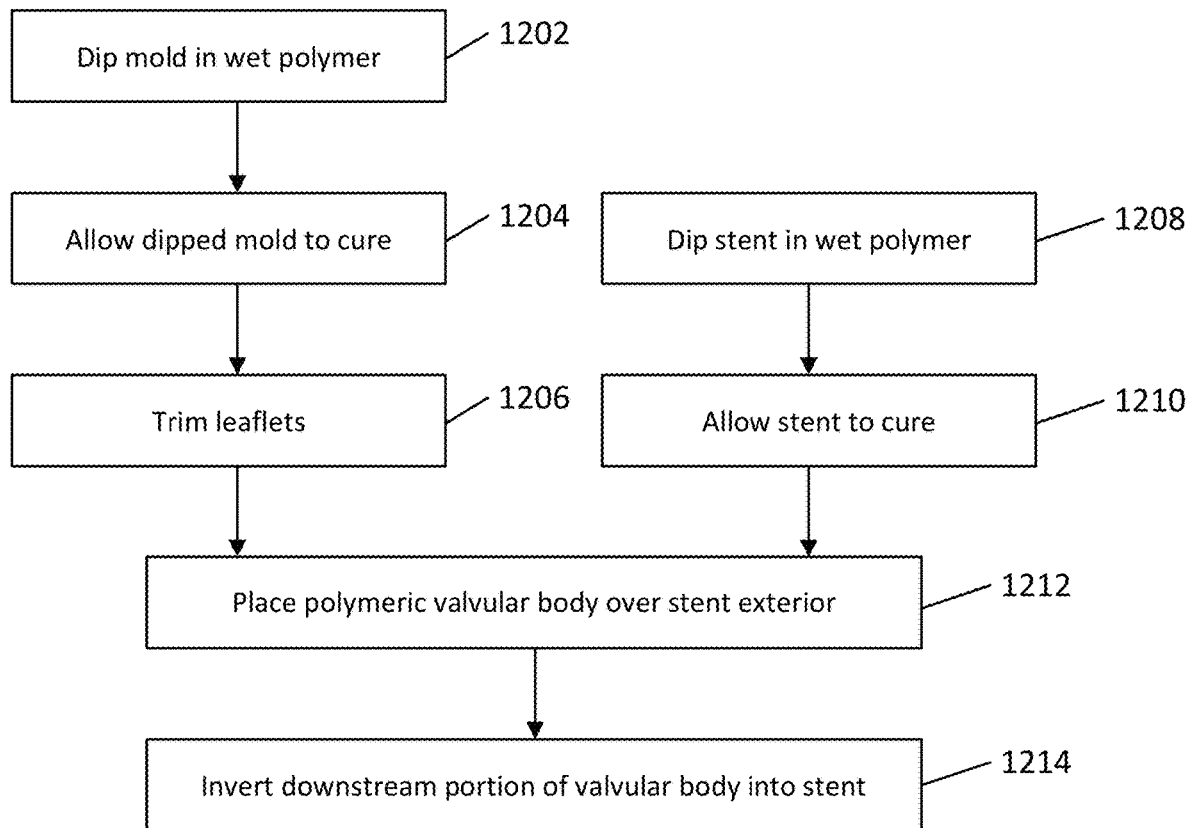 Dip mold in wet polymer
1202
Allow dipped mold to cure
1204
Dip stent in wet polymer
1208
Trim leaflets
1206
Allow stent to cure
1210
Place polymeric valvular body over stent exterior
1212
Invert downstream portion of valvular body into stent
1214